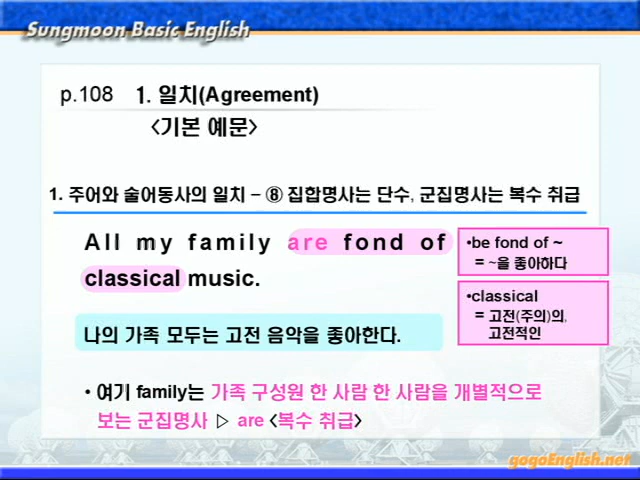 Sungmoon Basic English
p.108 1. 일치(Agreement)
<기본 예문>
1. 주어와 술어동사의 일치 – ⑧ 집합명사는 단수, 군집명사는 복수 취급
All my family are fond of
classical music.
•be fond of ~
= ~을 좋아하다
•classical
= 고전(주의)의,
고전적인
나의 가족 모두는 고전 음악을 좋아한다.
• 여기 family는 가족 구성원 한 사람 한 사람을 개별적으로
보는 군집명사 ▷ are <복수 취급>
gogoEnglish.net